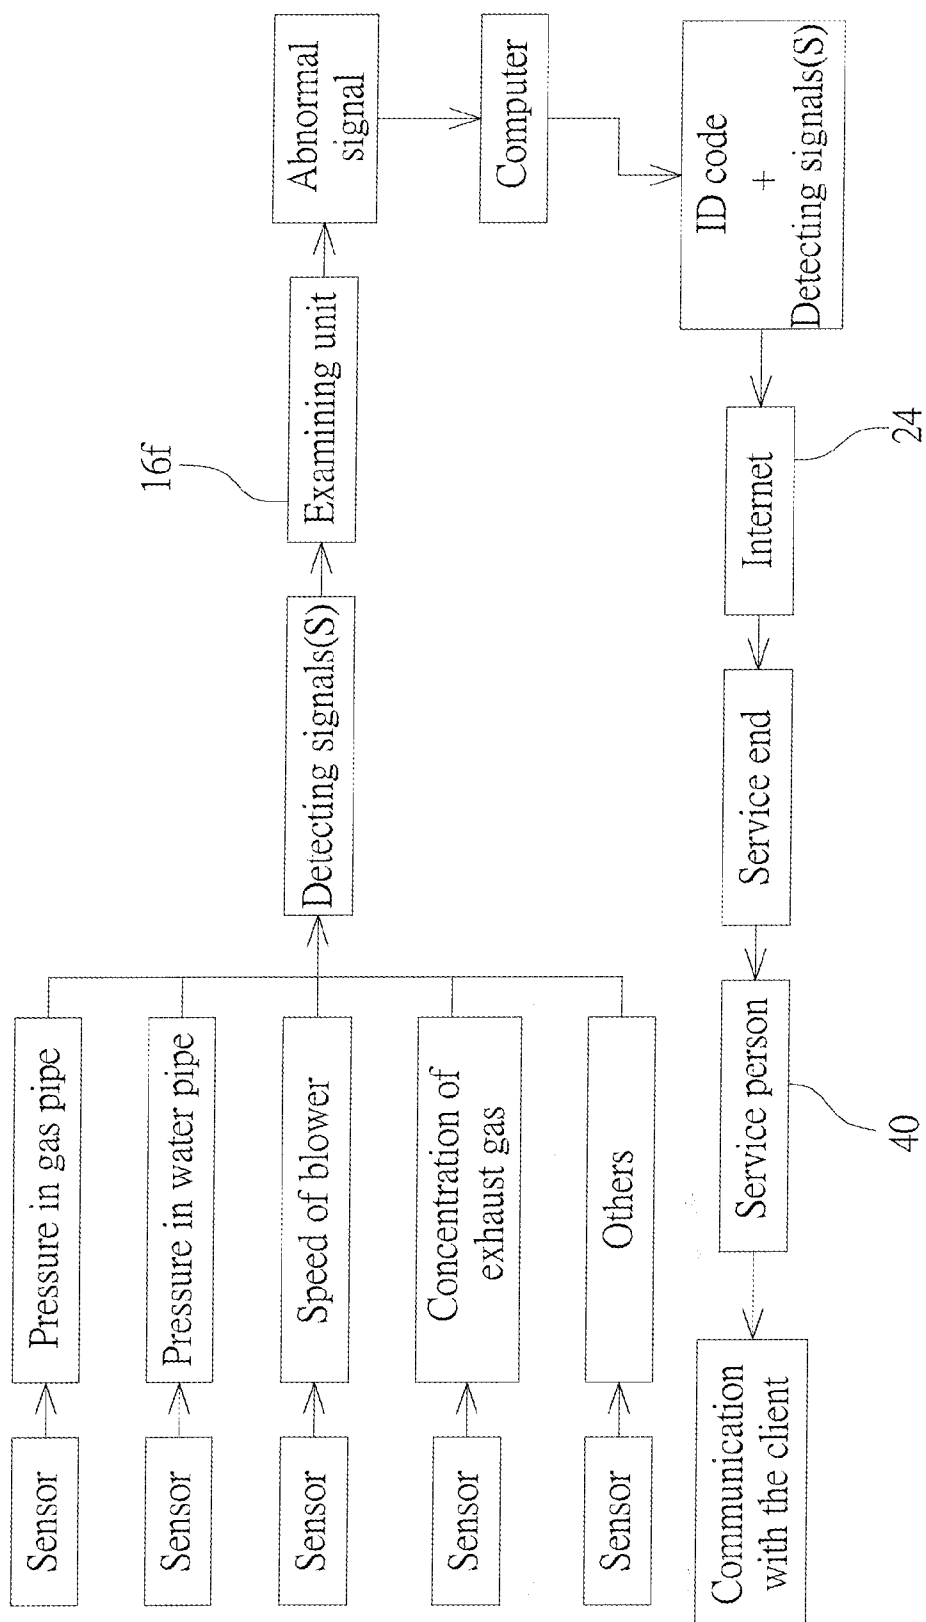 Sensor
Pressure in gas pipe
Sensor
Pressure in water pipe
Sensor
Speed of blower
Sensor
Concentration of
exhaust gas
Sensor
Others
Detecting signals(S)
16f
Examining unit
Abnormal
signal
Computer
ID code
+
Detecting signals(S)
Internet
24
Service end
Service person
40
Communication
with the client